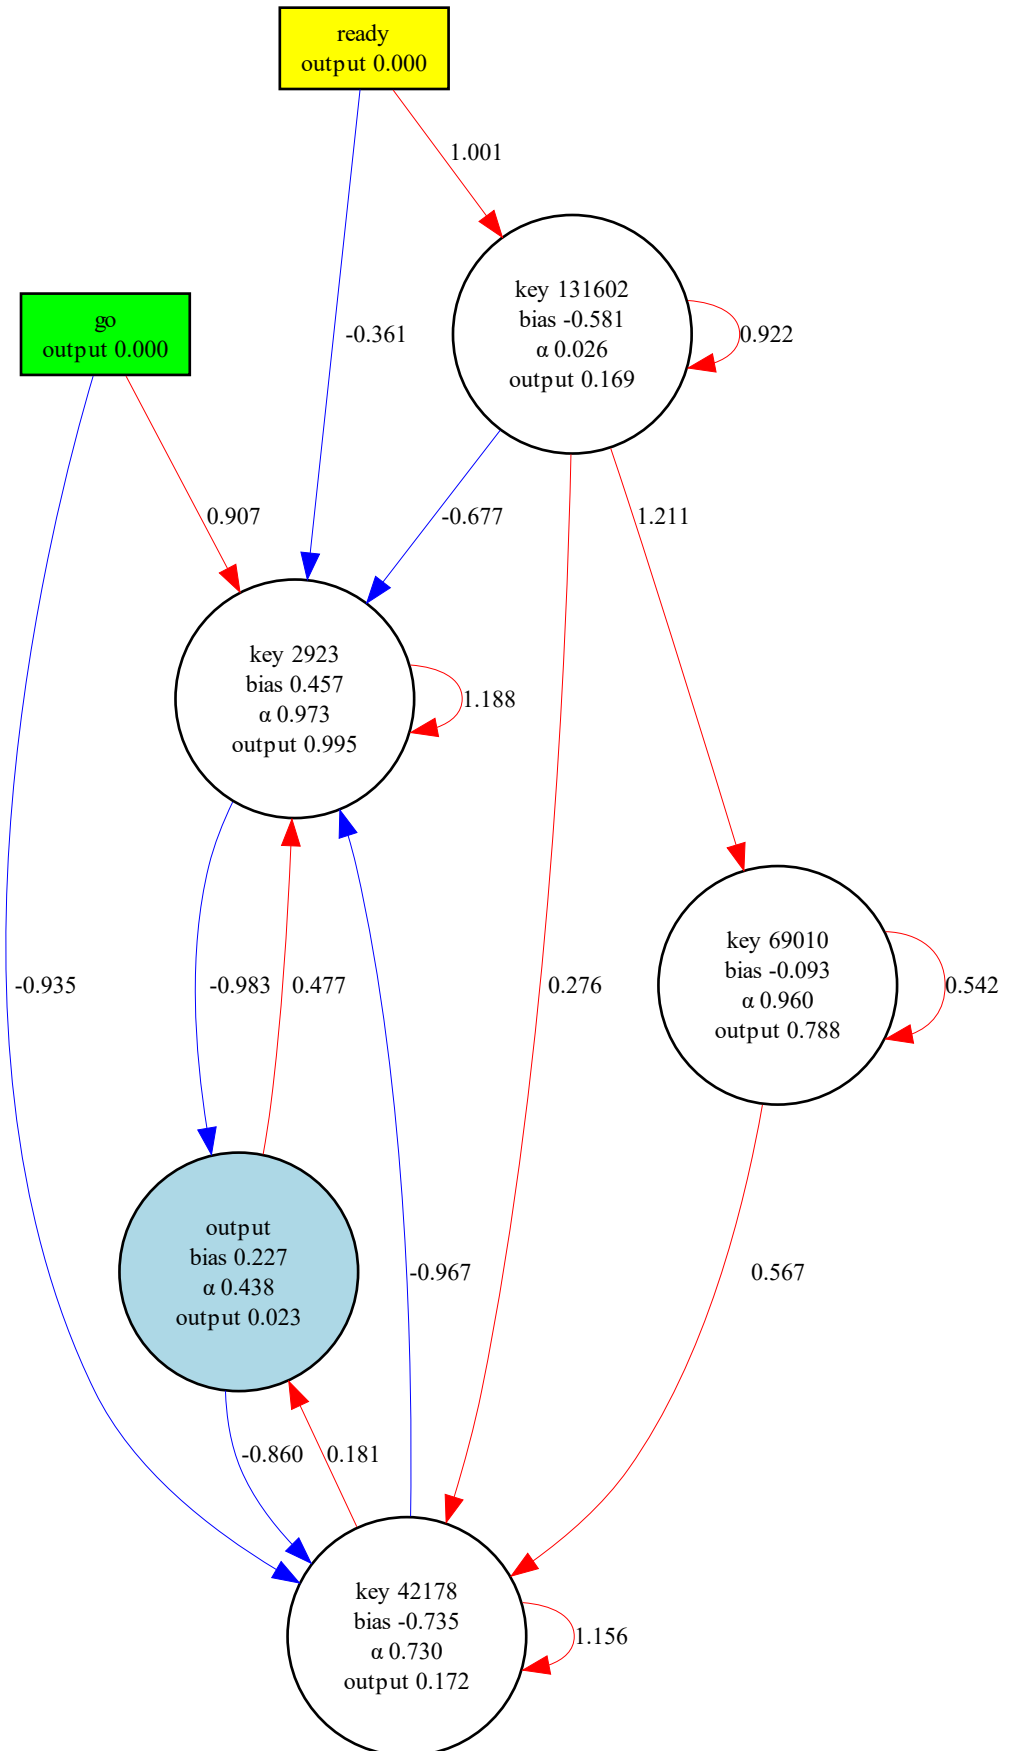 ready
output 0.000
1.001
key 131602
bias -0.581
α 0.026
output 0.169
0.922
go
output 0.000
-0.361
0.907
-0.677
1.211
key 2923
bias 0.457
α 0.973
output 0.995
1.188
key 69010
bias -0.093
α 0.960
output 0.788
0.542
-0.935
-0.983
0.477
0.276
output
bias 0.227
α 0.438
output 0.023
-0.967
0.567
-0.860
0.181
key 42178
bias -0.735
α 0.730
output 0.172
1.156